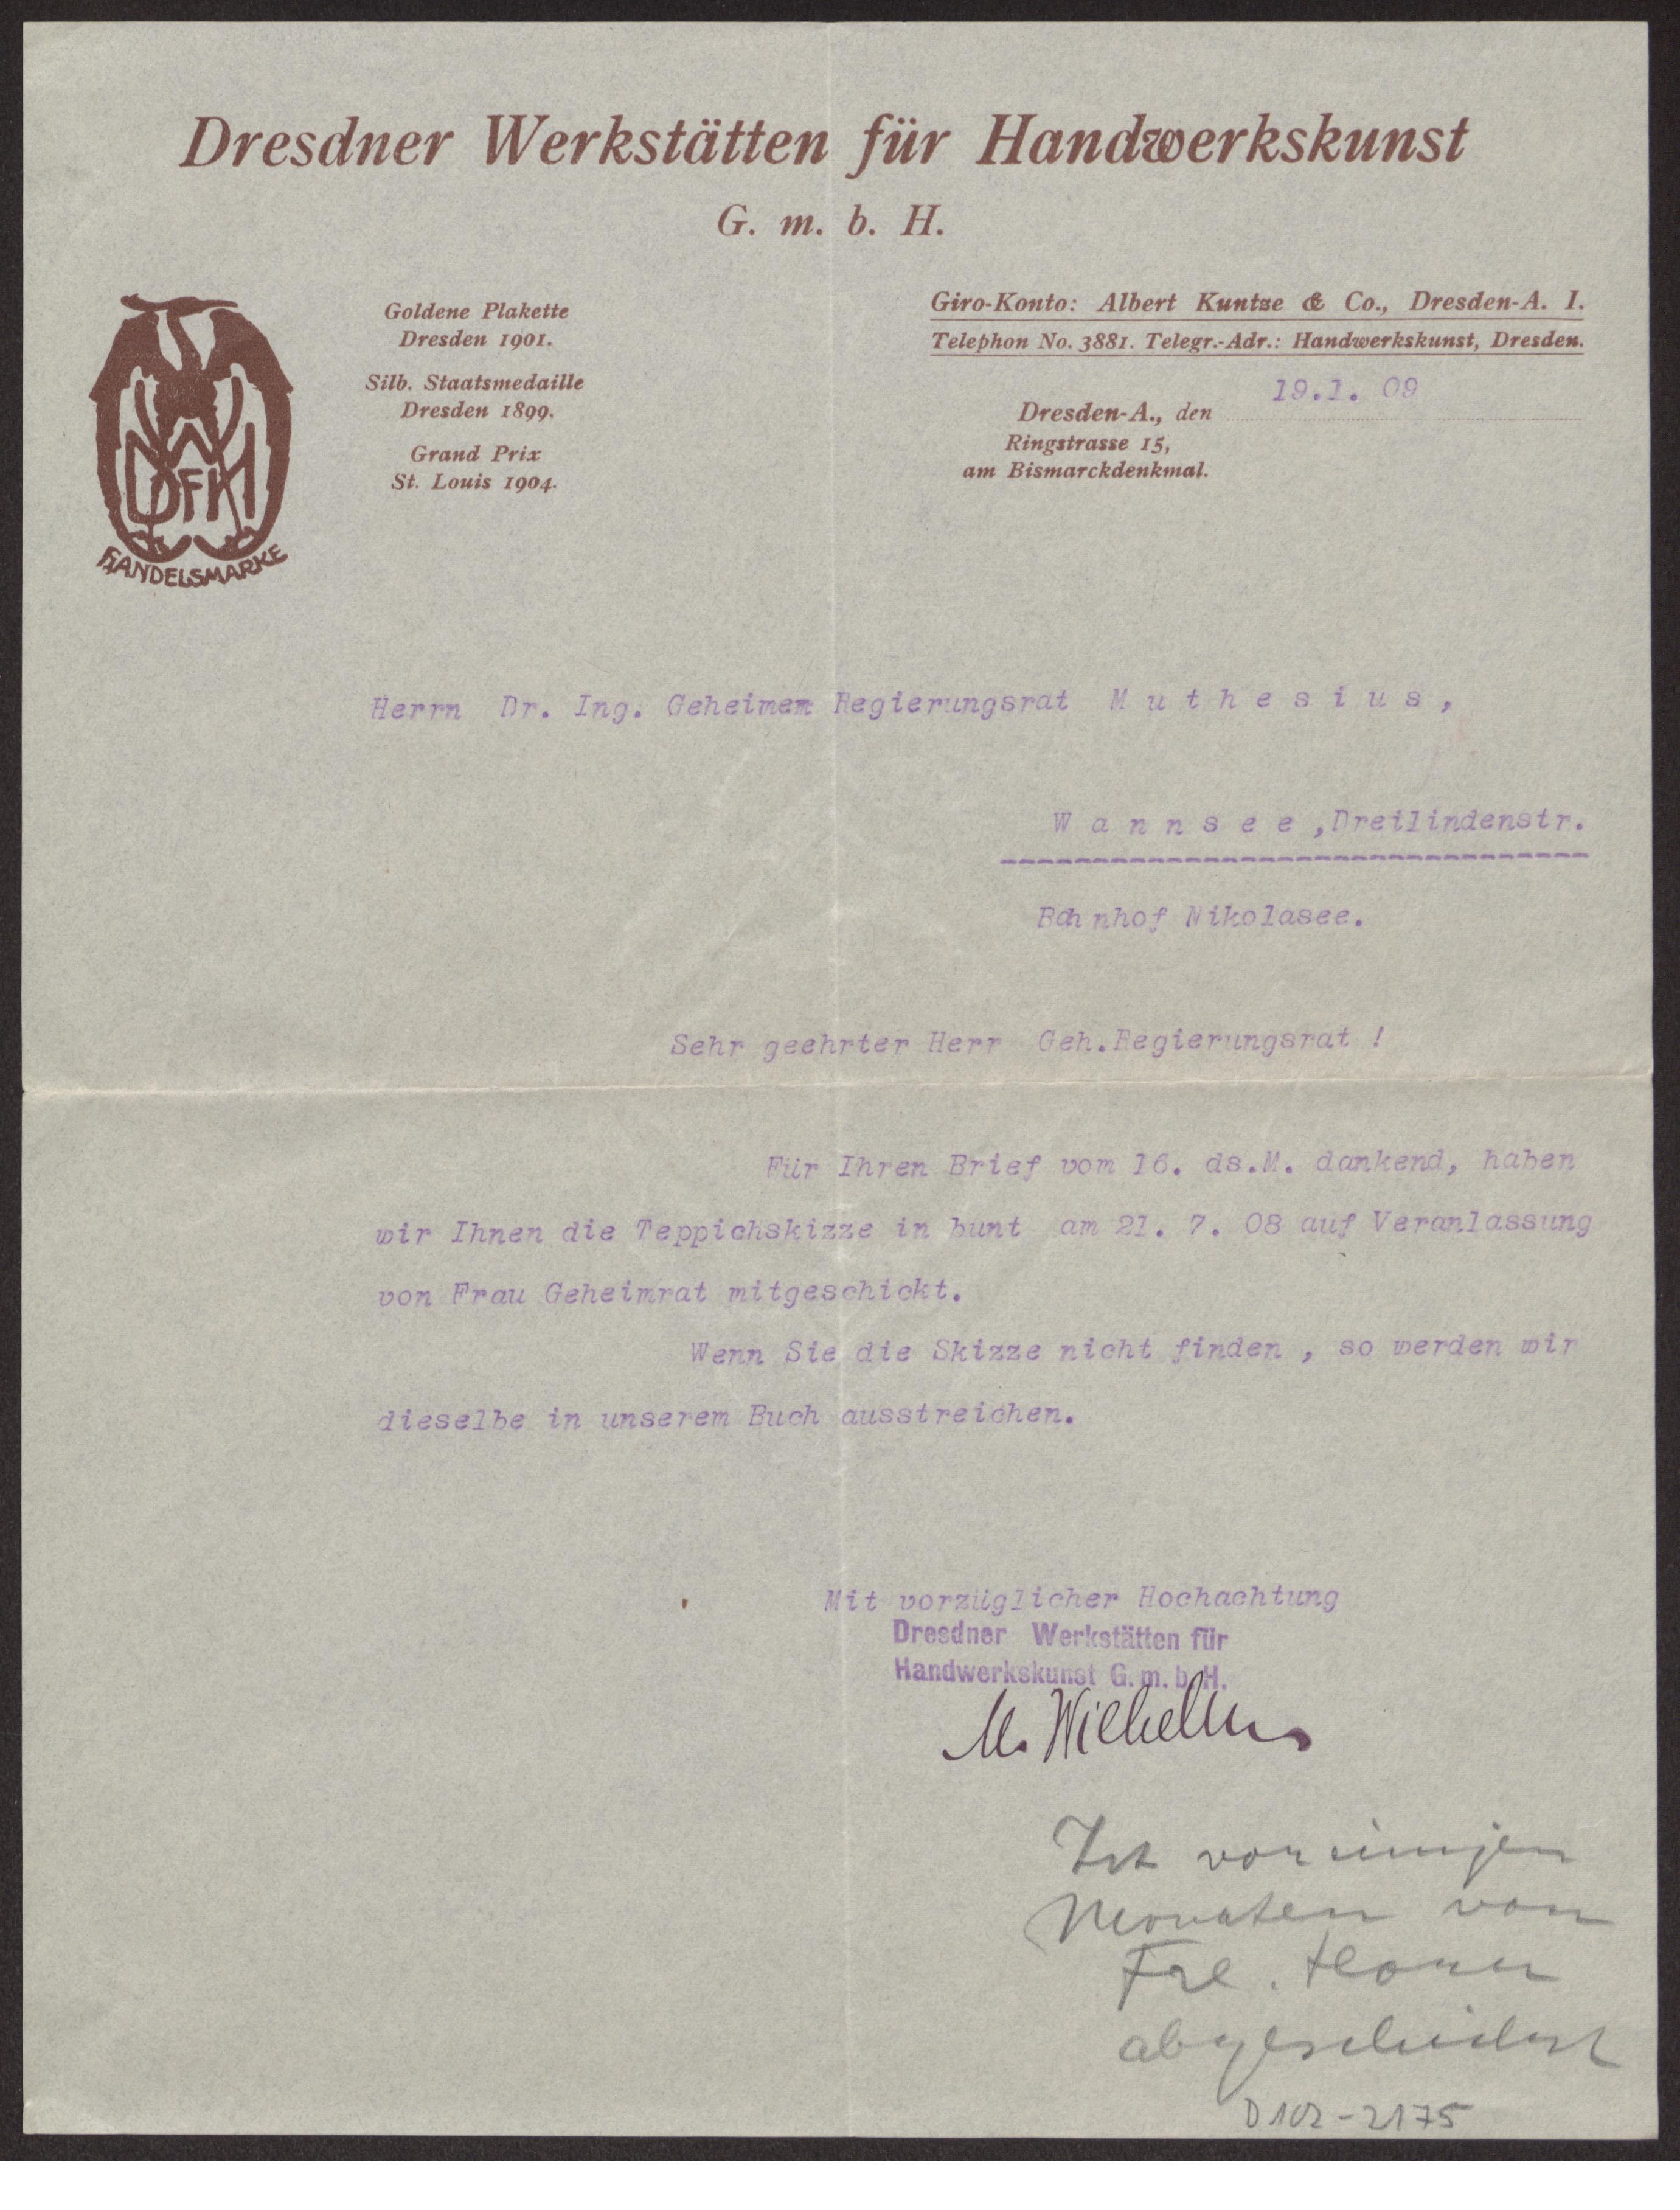 Dresdner Werkstätten für Handwerkskunst
G. m. b. H.
Goldene Plakette
Dresden 1901.
Silb. Staatsmedaille
Dresden 1899.
Grand Prix
St. Louis 1904.
DWFH
HANDELSMARKE
Giro-Konto: Albert Kuntze & Co., Dresden-A. I.
Telephon No. 3881. Telegr.-Adr.: Handwerkskunst, Dresden.
Dresden-A., den 19.1. 09
Ringstrasse 15,
am Bismarckdenkmal.
Herrn Dr. Ing. Geheimem Regierungsrat M u t h e s i u s ,
W a n n s e e ,Dreilindenstr.
Bahnhof Nikolasee.
Sehr geehrter Herr Geh.Regierungsrat !
Für Ihren Brief vom 16. ds.M. dankend, haben
wir Ihnen die Teppichskizze in bunt am 21. 7. 08 auf Veranlassung
von Frau Geheimrat mitgeschickt.
Wenn Sie die Skizze nicht finden , so werden wir
dieselbe in unserem Buch ausstreichen.
Mit vorzüglicher Hochachtung
Dresdner Werkstätten für
Handwerkskunst G. m. b. H.
Ist vor einigen
Monaten von
Frl.
abgeschickt
D 102-2175